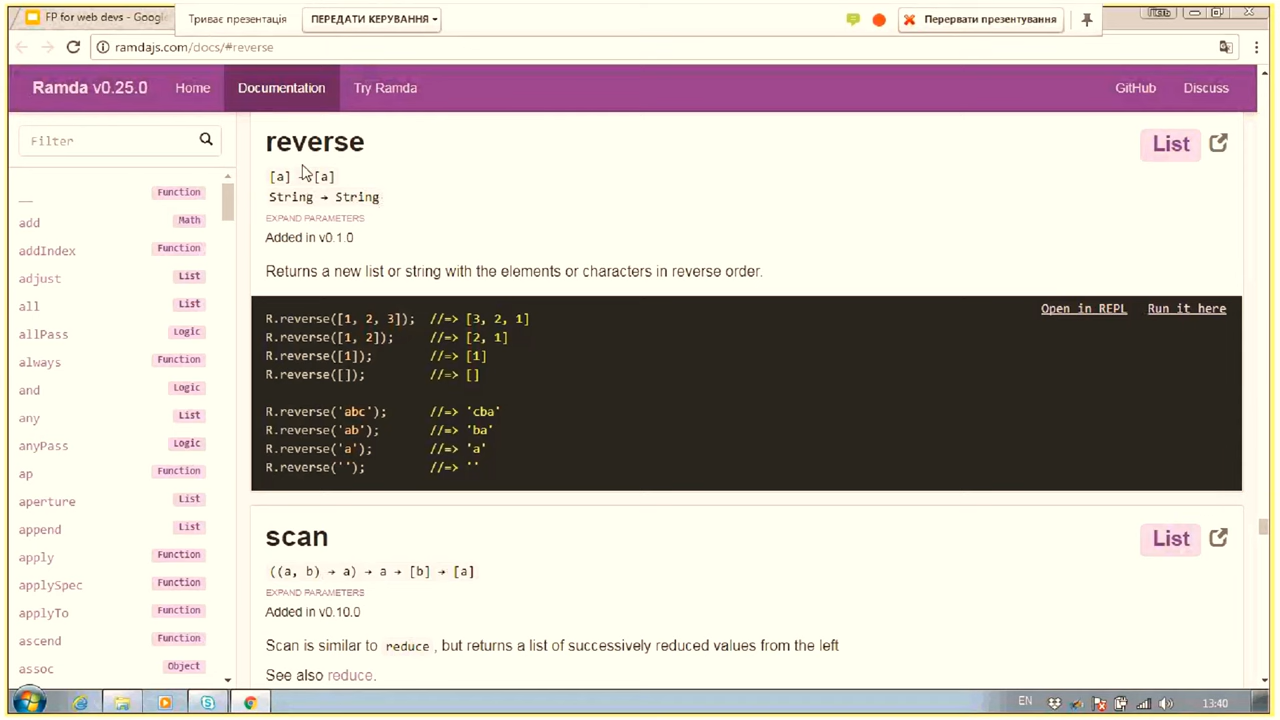 FP for web devs - Googl
Триває презентація
ПЕРЕДАТИ КЕРУВАННЯ
Перервати презентування
ramdajs.com/docs/#reverse
Ramda v0.25.0
Home
Documentation
Try Ramda
GitHub
Discuss
Filter
__ Function
add Math
addIndex Function
adjust List
all List
allPass Logic
always Function
and Logic
any List
anyPass Logic
ap Function
aperture List
append List
apply Function
applySpec Function
applyTo Function
ascend Function
assoc Object
reverse
List
[a] [a]
String → String
EXPAND PARAMETERS
Added in v0.1.0
Returns a new list or string with the elements or characters in reverse order.
Open in REPL Run it here
R.reverse([1, 2, 3]); //=> [3, 2, 1]
R.reverse([1, 2]); //=> [2, 1]
R.reverse([1]); //=> [1]
R.reverse([]); //=> []
R.reverse('abc'); //=> 'cba'
R.reverse('ab'); //=> 'ba'
R.reverse('a'); //=> 'a'
R.reverse(''); //=> ''
scan
List
((a, b) → a) → a → [b] → [a]
EXPAND PARAMETERS
Added in v0.10.0
Scan is similar to reduce, but returns a list of successively reduced values from the left
See also reduce.
EN
13:40